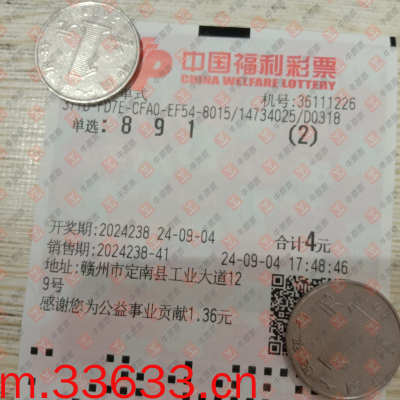 中国福利彩票
CHINA WELFARE LOTTERY
单式
机号:36111226
CFA0-EF54-8015/14734025/D0318
单选: 8 9 1 (2)
开奖期:2024238 24-09-04 合计4元
销售期:2024238-41 24-09-04 17:48:46
地址:赣州市定南县工业大道12
9号
感谢您为公益事业贡献1.36元
m.33633.cn